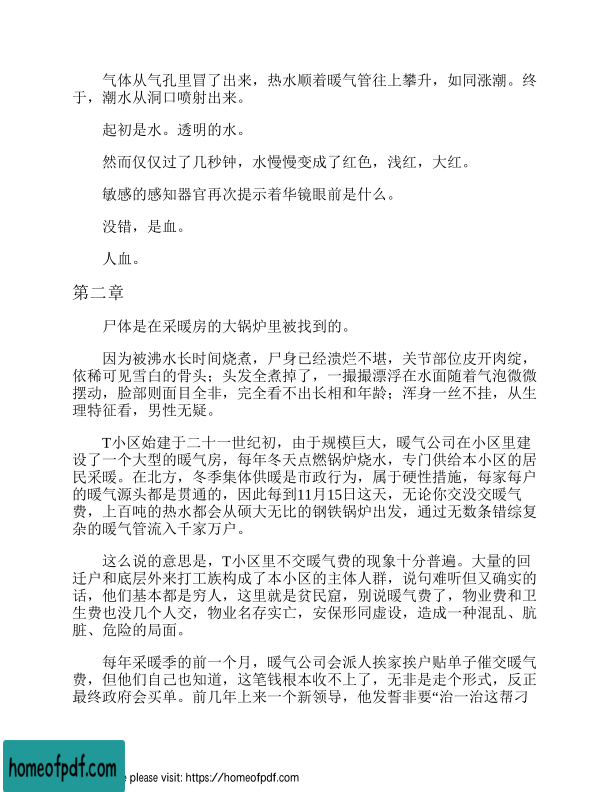 气体从气孔里冒了出来，热水顺着暖气管往上攀升，如同涨潮。终
于，潮水从洞口喷射出来。
起初是水。透明的水。
然而仅仅过了几秒钟，水慢慢变成了红色，浅红，大红。
敏感的感知器官再次提示着华镜眼前是什么。
没错，是血。
人血。
第二章
尸体是在采暖房的大锅炉里被找到的。
因为被沸水长时间烧煮，尸身已经溃烂不堪，关节部位皮开肉绽，
依稀可见雪白的骨头；头发全煮掉了，一撮撮漂浮在水面随着气泡微微
摆动，脸部则面目全非，完全看不出长相和年龄；浑身一丝不挂，从生
理特征看，男性无疑。
T小区始建于二十一世纪初，由于规模巨大，暖气公司在小区里建
设了一个大型的暖气房，每年冬天点燃锅炉烧水，专门供给本小区的居
民采暖。在北方，冬季集体供暖是市政行为，属于硬性措施，每家每户
的暖气源头都是贯通的，因此每到11月15日这天，无论你交没交暖气
费，上百吨的热水都会从硕大无比的钢铁锅炉出发，通过无数条错综复
杂的暖气管流入千家万户。
这么说的意思是，T小区里不交暖气费的现象十分普遍。大量的回
迁户和底层外来打工族构成了本小区的主体人群，说句难听但又确实的
话，他们基本都是穷人，这里就是贫民窟，别说暖气费了，物业费和卫
生费也没几个人交，物业名存实亡，安保形同虚设，造成一种混乱、肮
脏、危险的局面。
每年采暖季的前一个月，暖气公司会派人挨家挨户贴单子催交暖气
费，但他们自己也知道，这笔钱根本收不上了，无非是走个形式，反正
最终政府会买单。前几年上来一个新领导，他发誓非要“治一治这帮刁
homeofpdf.com
e please visit: https://homeofpdf.com